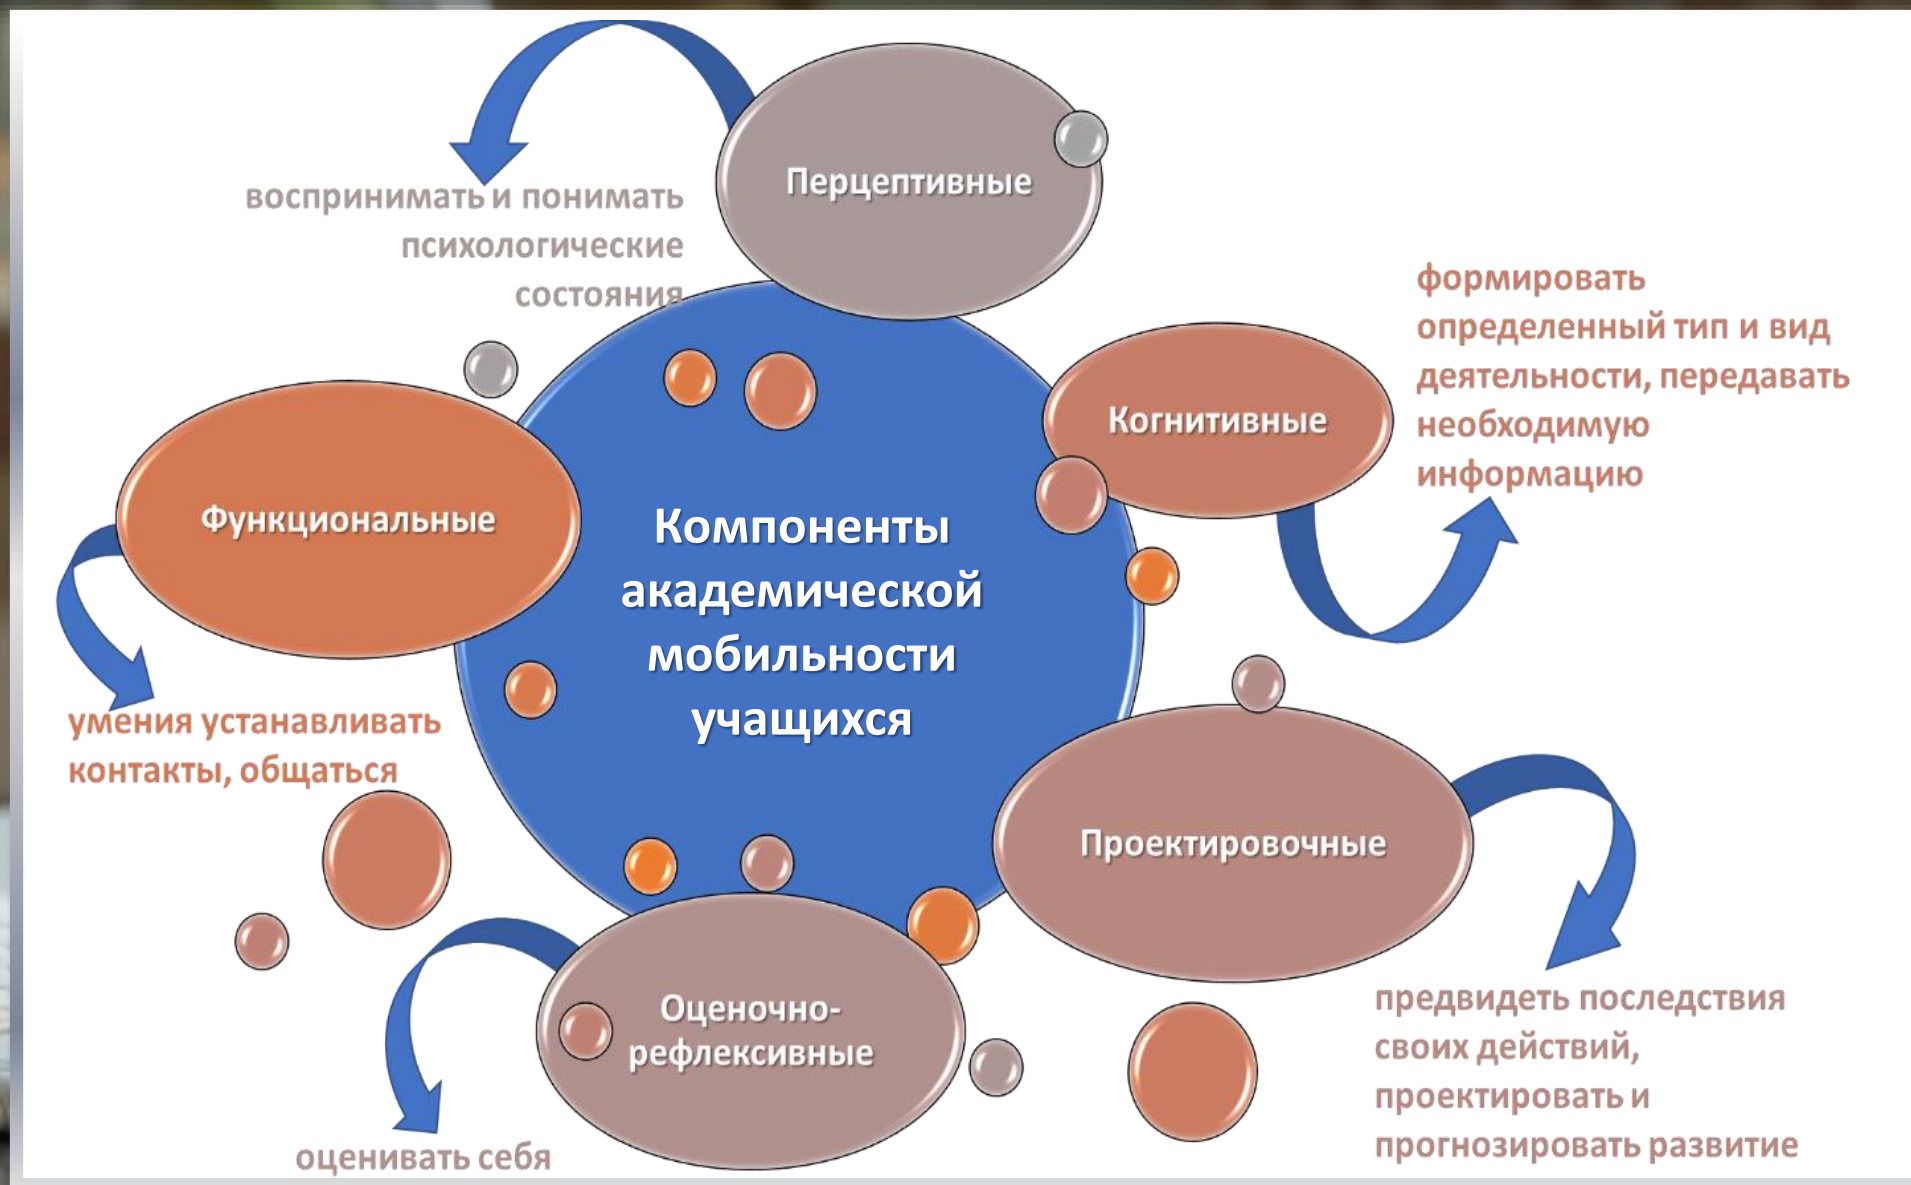 Перцептивные
воспринимать и понимать
психологические
состояния
формировать
определенный тип и вид
деятельности, передавать
необходимую
информацию
Когнитивные
Функциональные
Компоненты
академической
мобильности
учащихся
умения устанавливать
контакты, общаться
Проектировочные
предвидеть последствия
своих действий,
проектировать и
прогнозировать развитие
Оценочно-
рефлексивные
оценивать себя